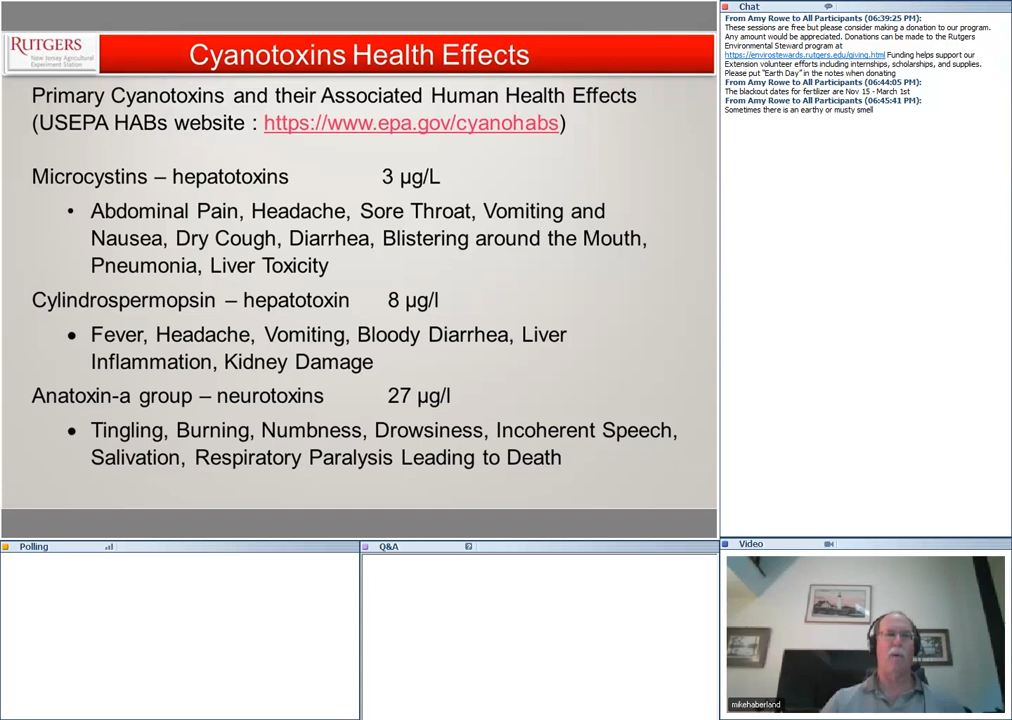 RUTGERS
New Jersey Agricultural
Experiment Station
Cyanotoxins Health Effects
Primary Cyanotoxins and their Associated Human Health Effects
(USEPA HABs website : https://www.epa.gov/cyanohabs)
Microcystins – hepatotoxins 3 µg/L
• Abdominal Pain, Headache, Sore Throat, Vomiting and
Nausea, Dry Cough, Diarrhea, Blistering around the Mouth,
Pneumonia, Liver Toxicity
Cylindrospermopsin – hepatotoxin 8 µg/l
• Fever, Headache, Vomiting, Bloody Diarrhea, Liver
Inflammation, Kidney Damage
Anatoxin-a group – neurotoxins 27 µg/l
• Tingling, Burning, Numbness, Drowsiness, Incoherent Speech,
Salivation, Respiratory Paralysis Leading to Death
Chat
From Amy Rowe to All Participants (06:39:25 PM):
These sessions are free but please consider making a donation to our program.
Any amount would be appreciated. Donations can be made to the Rutgers
Environmental Steward program at
https://envirostewards.rutgers.edu/giving.html Funding helps support our
Extension volunteer efforts including internships, scholarships, and supplies.
Please put "Earth Day" in the notes when donating
From Amy Rowe to All Participants (06:44:05 PM):
The blackout dates for fertilizer are Nov 15 - March 1st
From Amy Rowe to All Participants (06:45:41 PM):
Sometimes there is an earthy or musty smell
Polling
Q&A
Video
mikehaberland